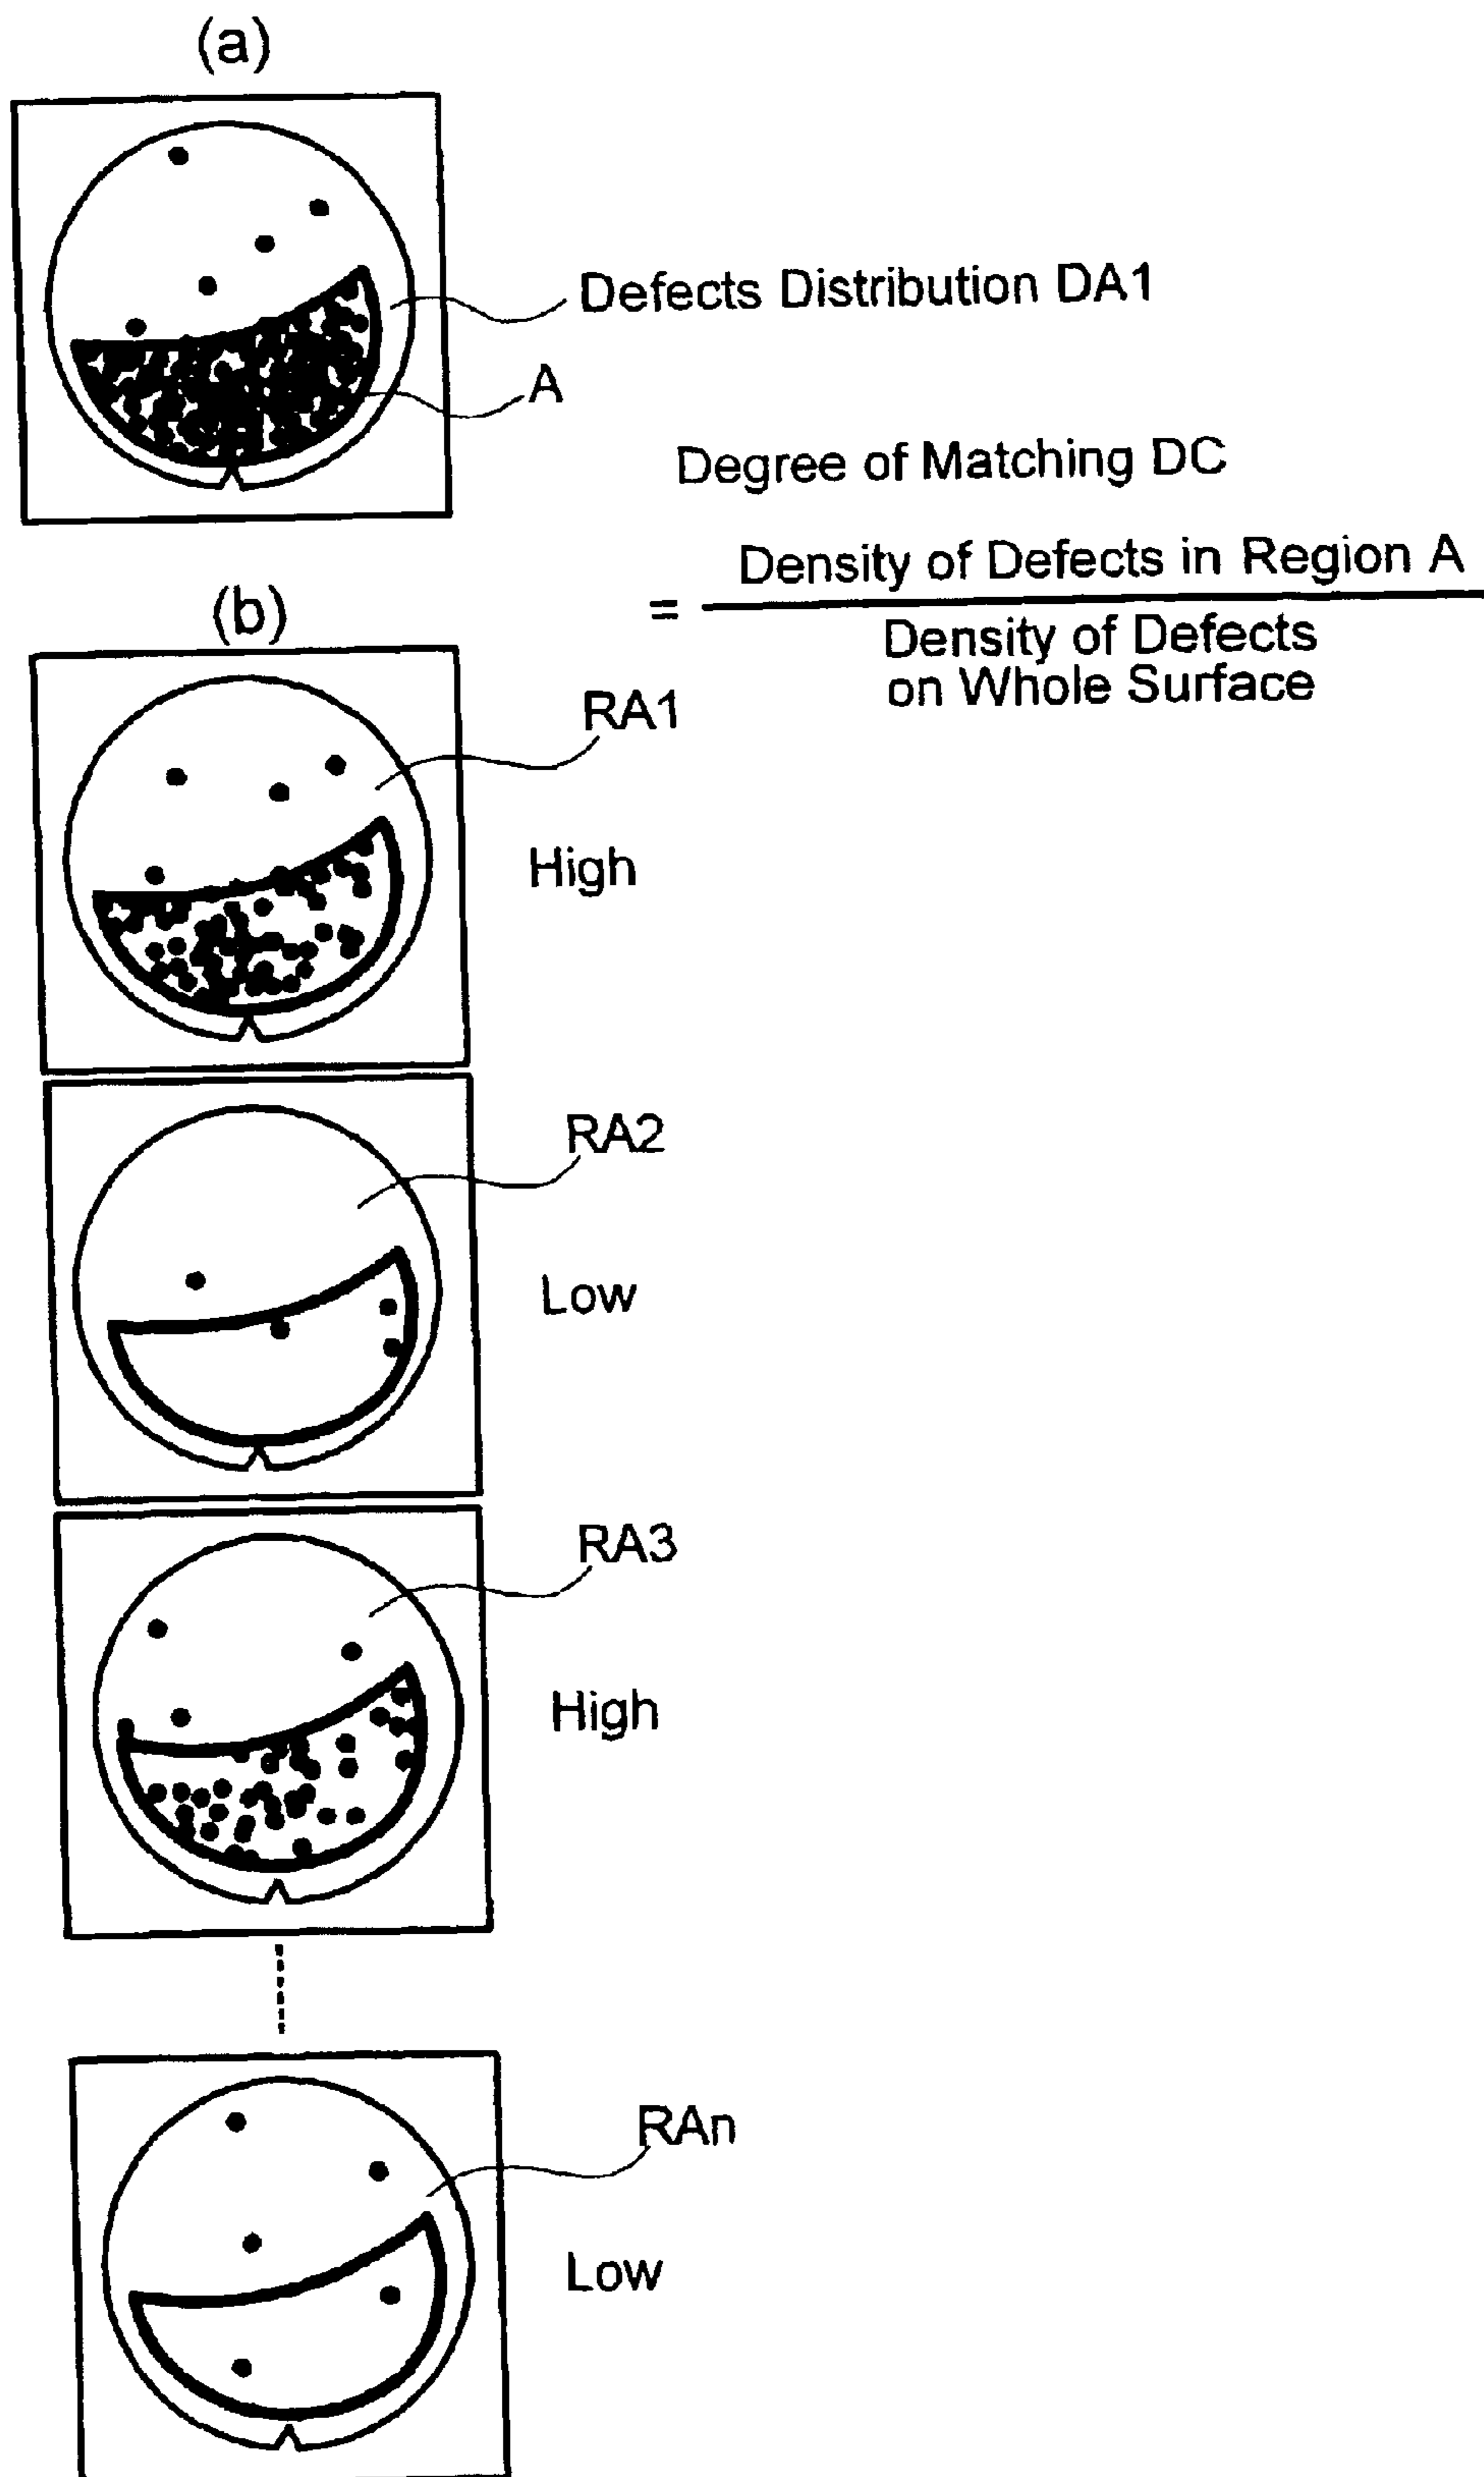 (a)
Defects Distribution DA1
A
Degree of Matching DC
= Density of Defects in Region A
Density of Defects
on Whole Surface
(b)
RA1
High
RA2
Low
RA3
High
RAn
Low